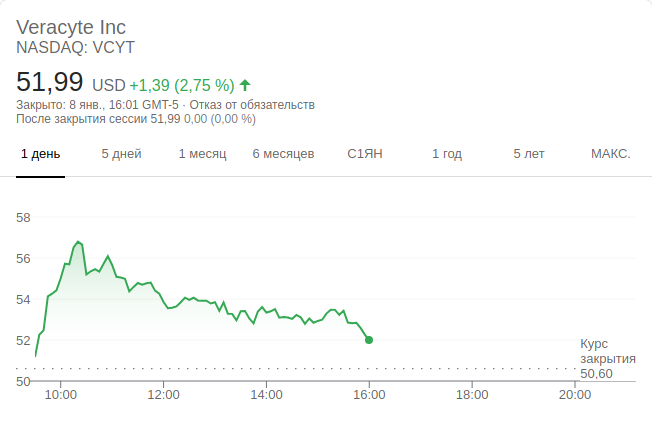 Veracyte Inc
NASDAQ: VCYT
51,99 USD +1,39 (2,75 %)
Закрыто: 8 янв., 16:01 GMT-5 · Отказ от обязательств
После закрытия сессии 51,99 0,00 (0,00 %)
1 день 5 дней 1 месяц 6 месяцев С1ЯН 1 год 5 лет МАКС.
58
56
54
52
Курс
закрытия
50,60
50
10:00 12:00 14:00 16:00 18:00 20:00